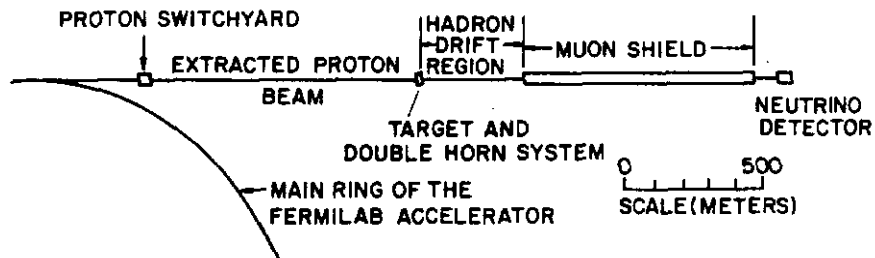 PROTON SWITCHYARD
HADRON
DRIFT
REGION
EXTRACTED PROTON
BEAM
MUON SHIELD
TARGET AND
DOUBLE HORN SYSTEM
NEUTRINO
DETECTOR
0 500
SCALE(METERS)
MAIN RING OF THE
FERMILAB ACCELERATOR